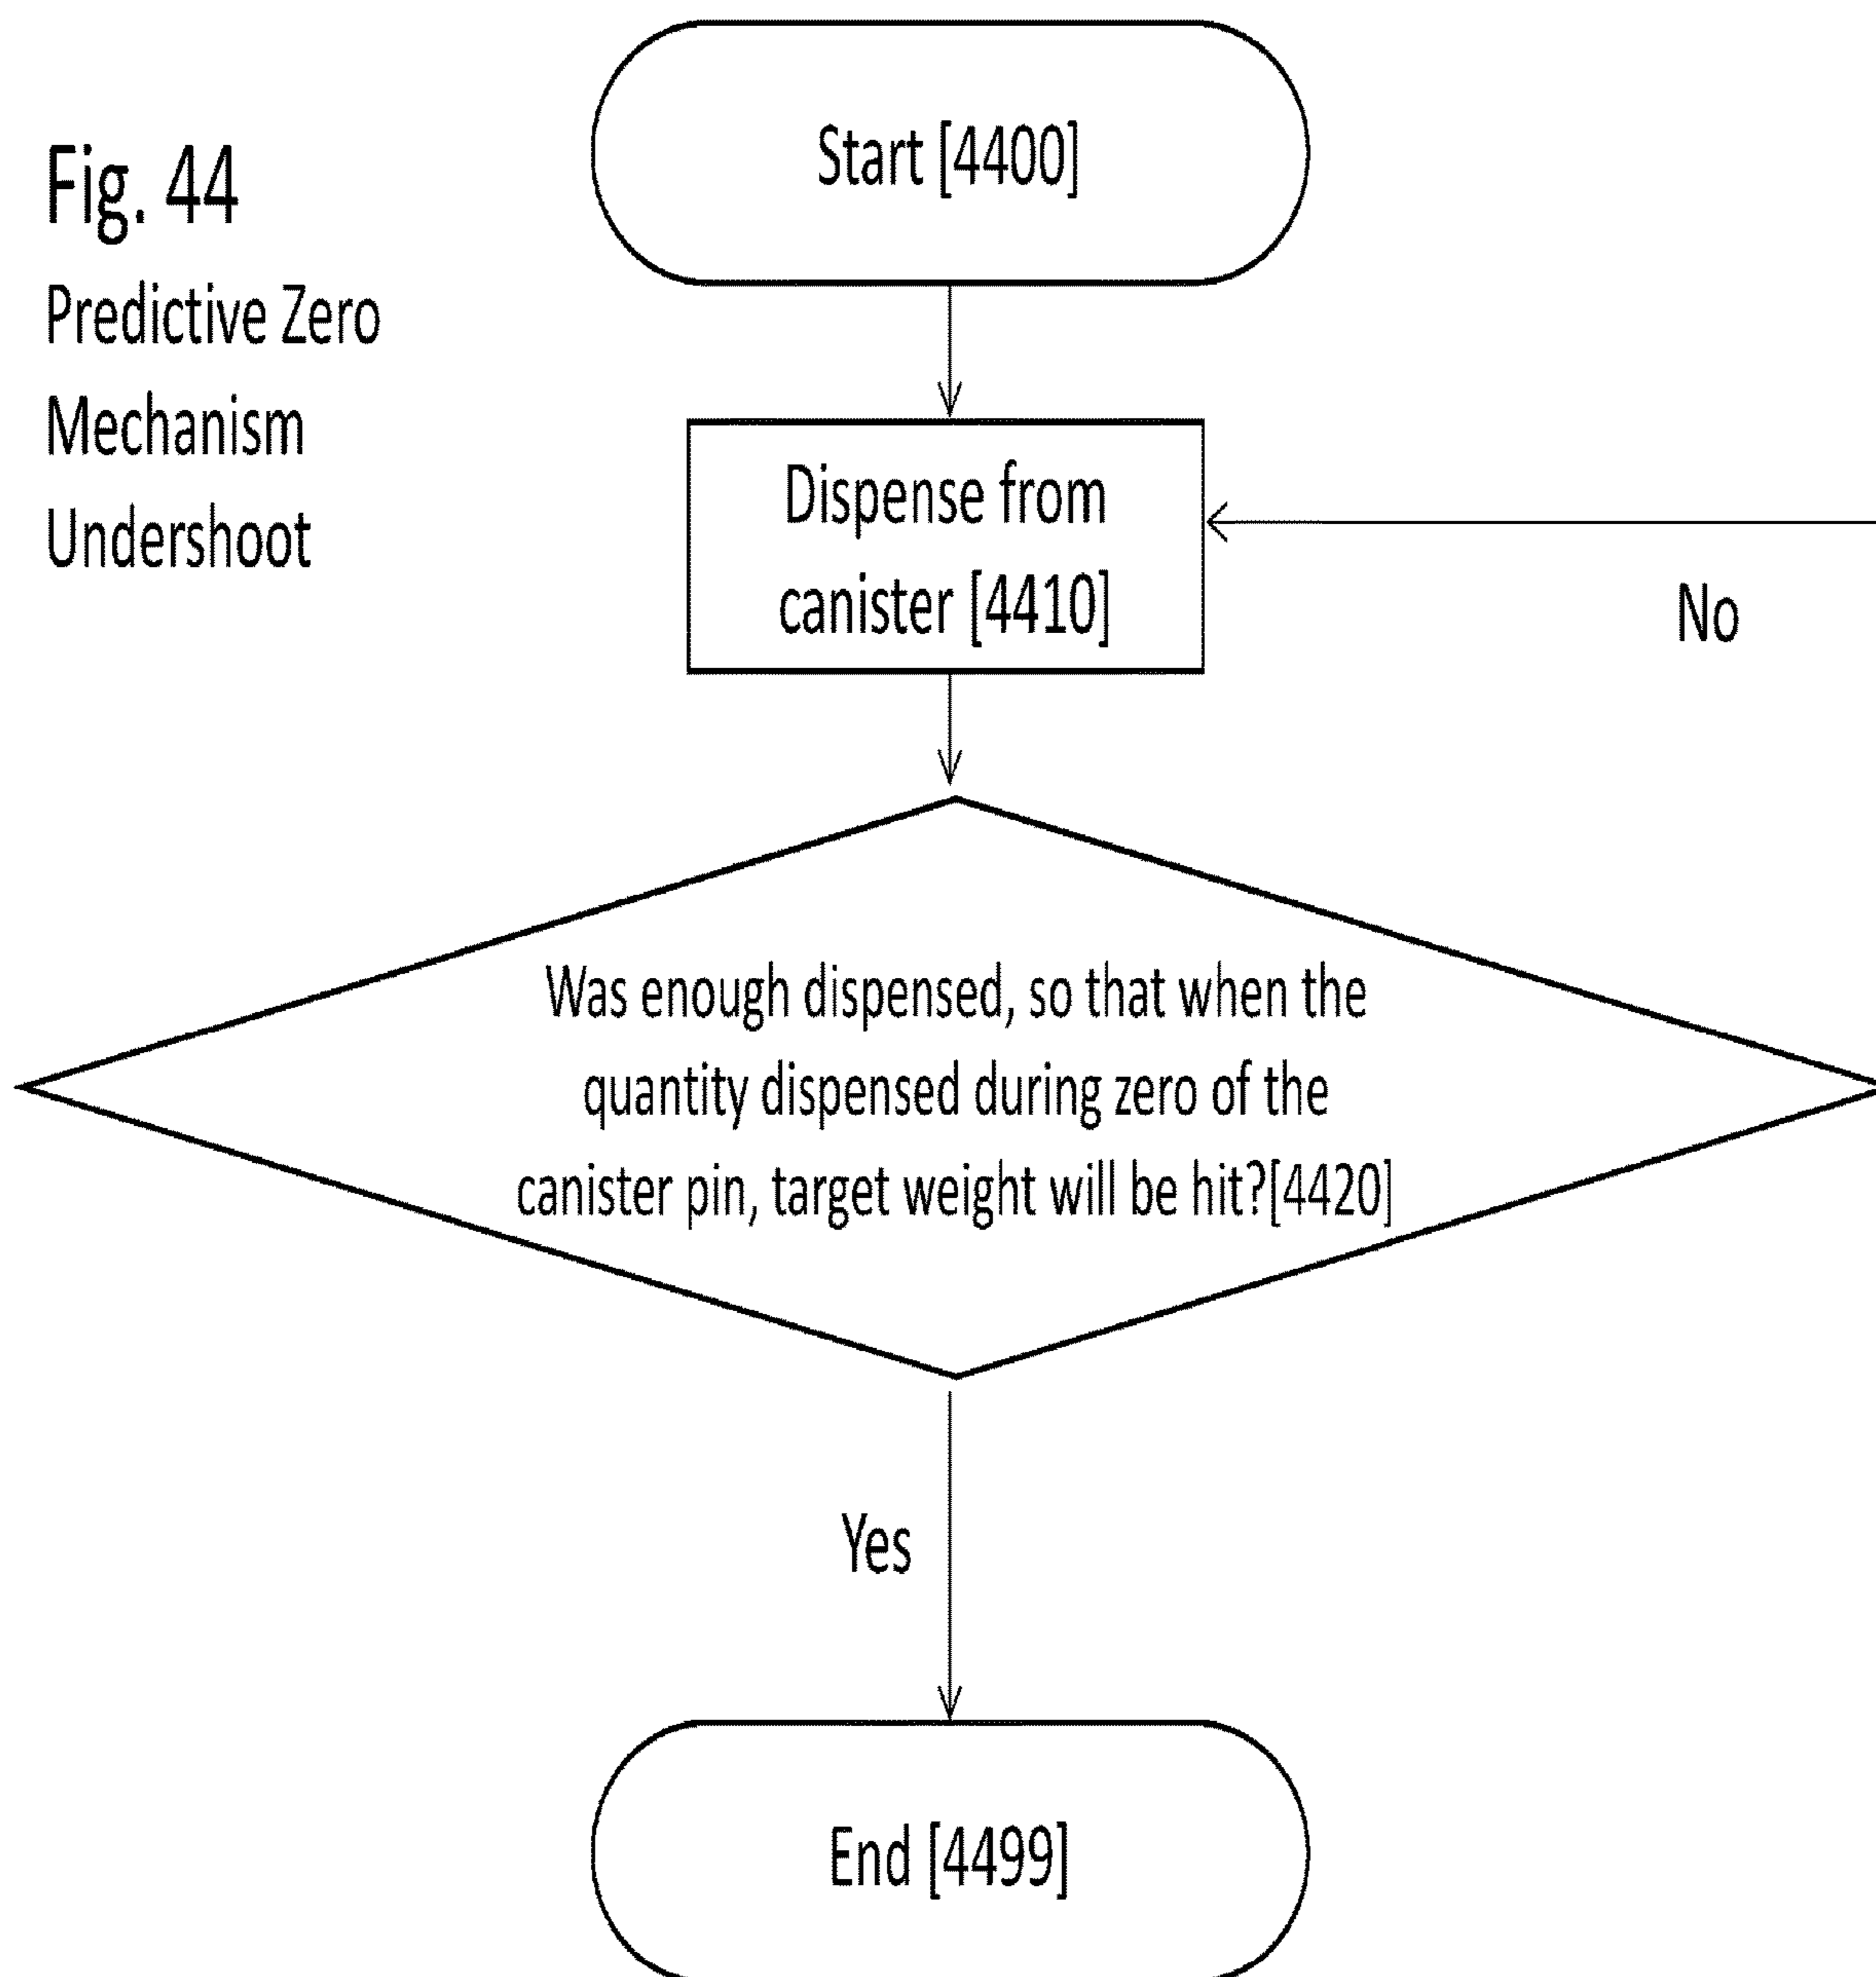 Fig. 44
Predictive Zero
Mechanism
Undershoot
Start [4400]
Dispense from
canister [4410]
No
Was enough dispensed, so that when the
quantity dispensed during zero of the
canister pin, target weight will be hit?[4420]
Yes
End [4499]